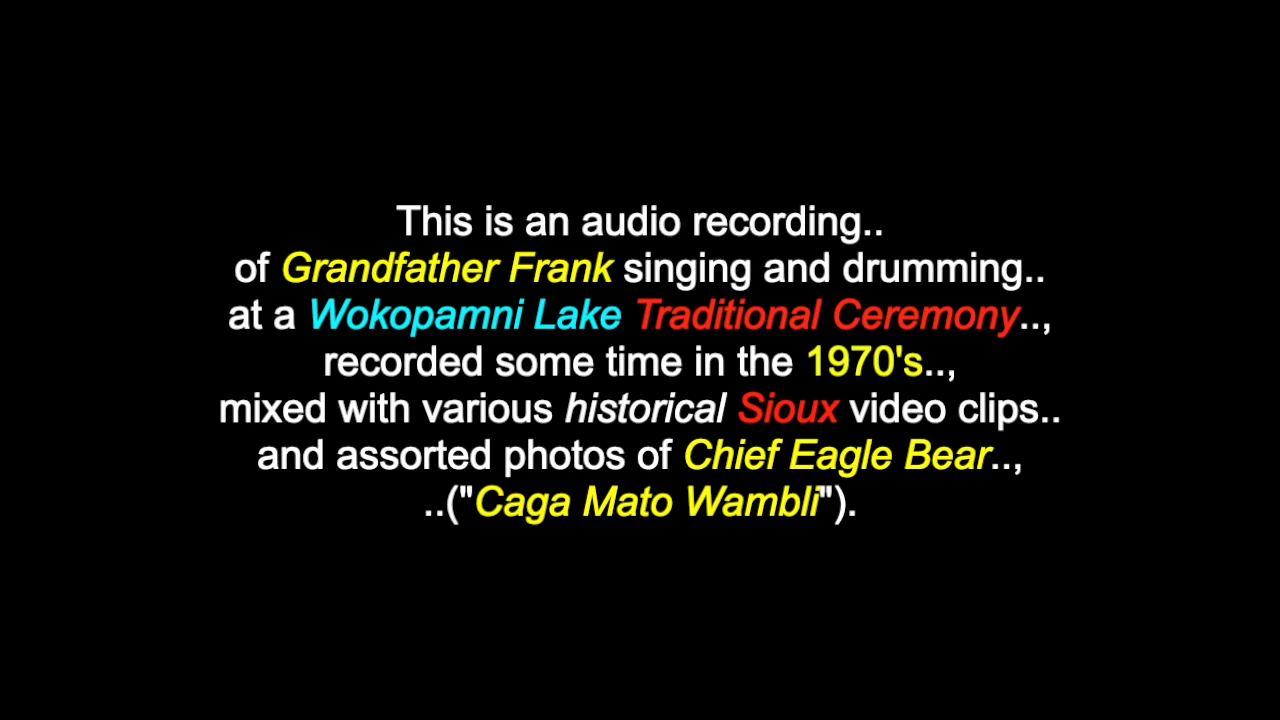 This is an audio recording..
of Grandfather Frank singing and drumming..
at a Wokopamni Lake Traditional Ceremony..,
recorded some time in the 1970's..,
mixed with various historical Sioux video clips..
and assorted photos of Chief Eagle Bear..,
..("Caga Mato Wambli").